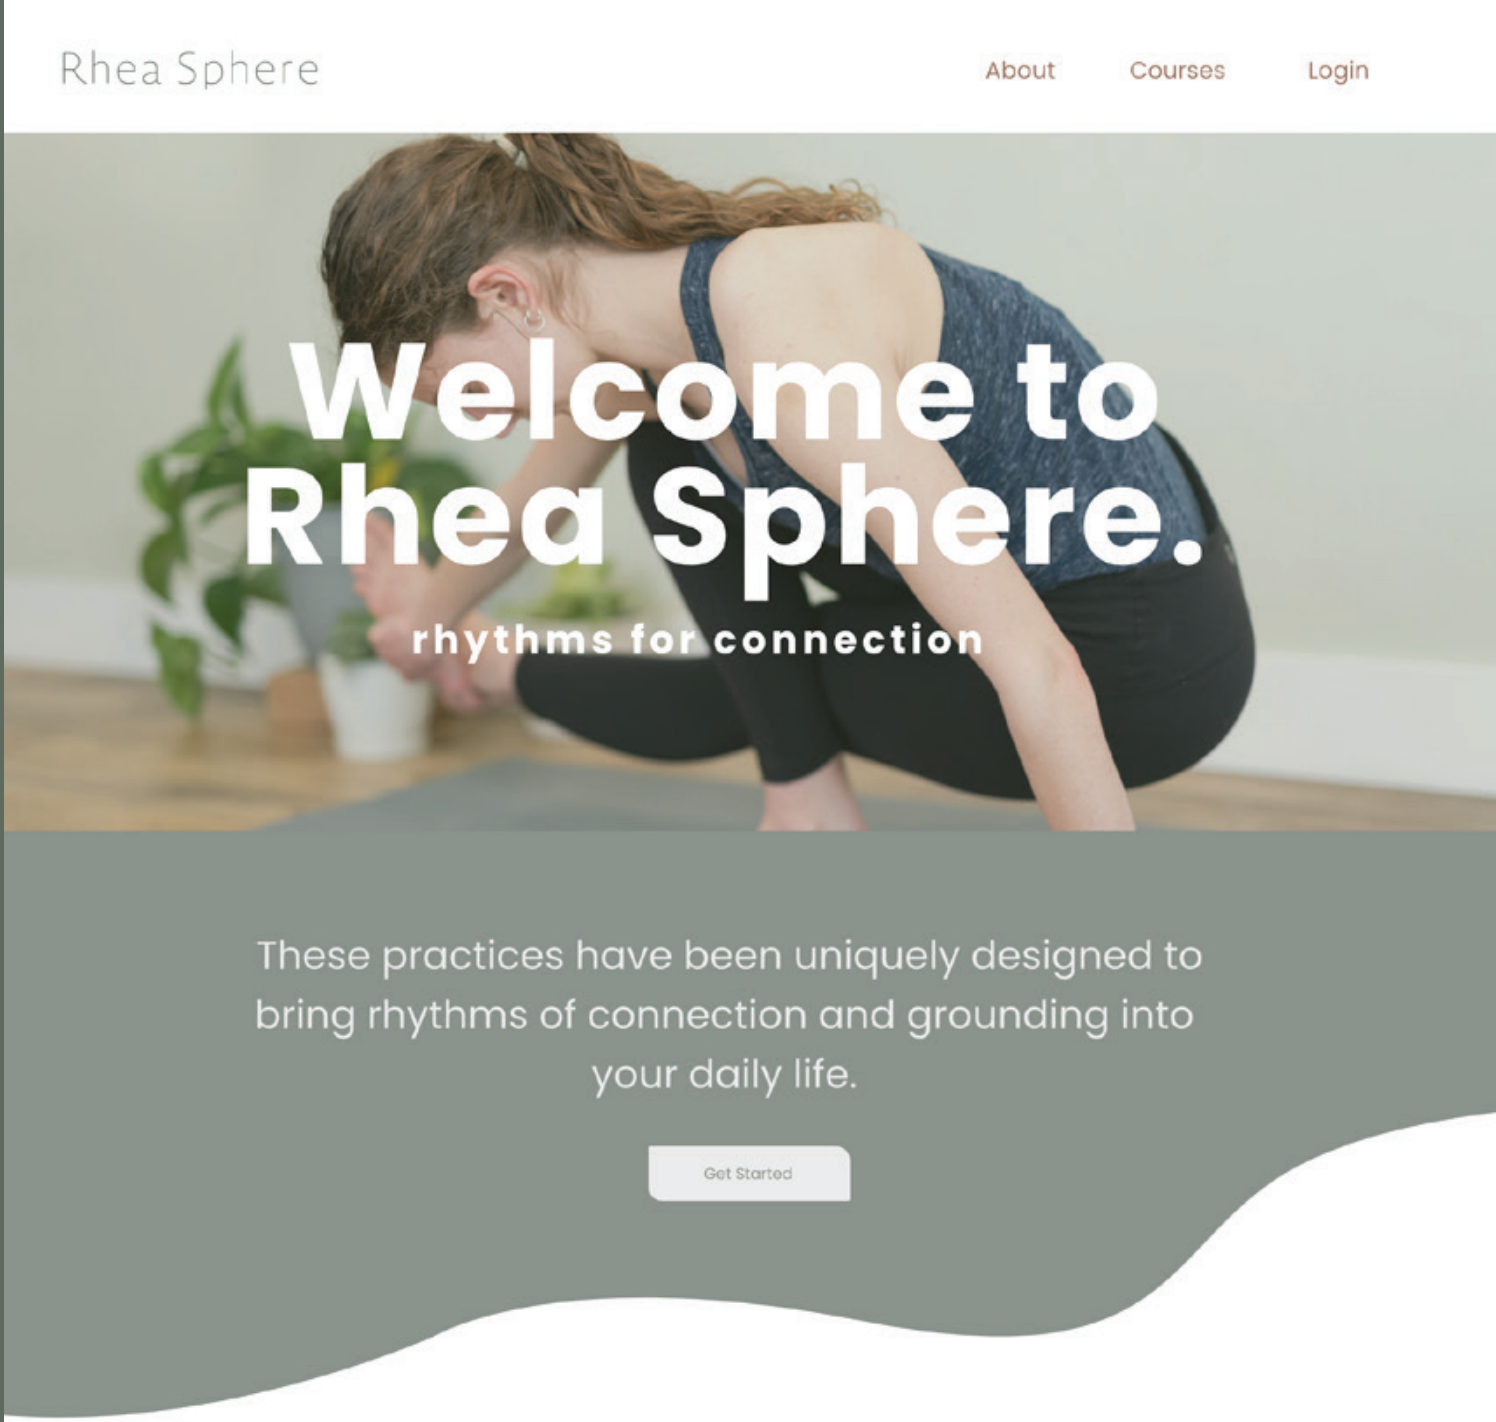 Rhea Sphere
About
Courses
Login
Welcome to
Rhea Sphere.
rhythms for connection
These practices have been uniquely designed to
bring rhythms of connection and grounding into
your daily life.
Get Started